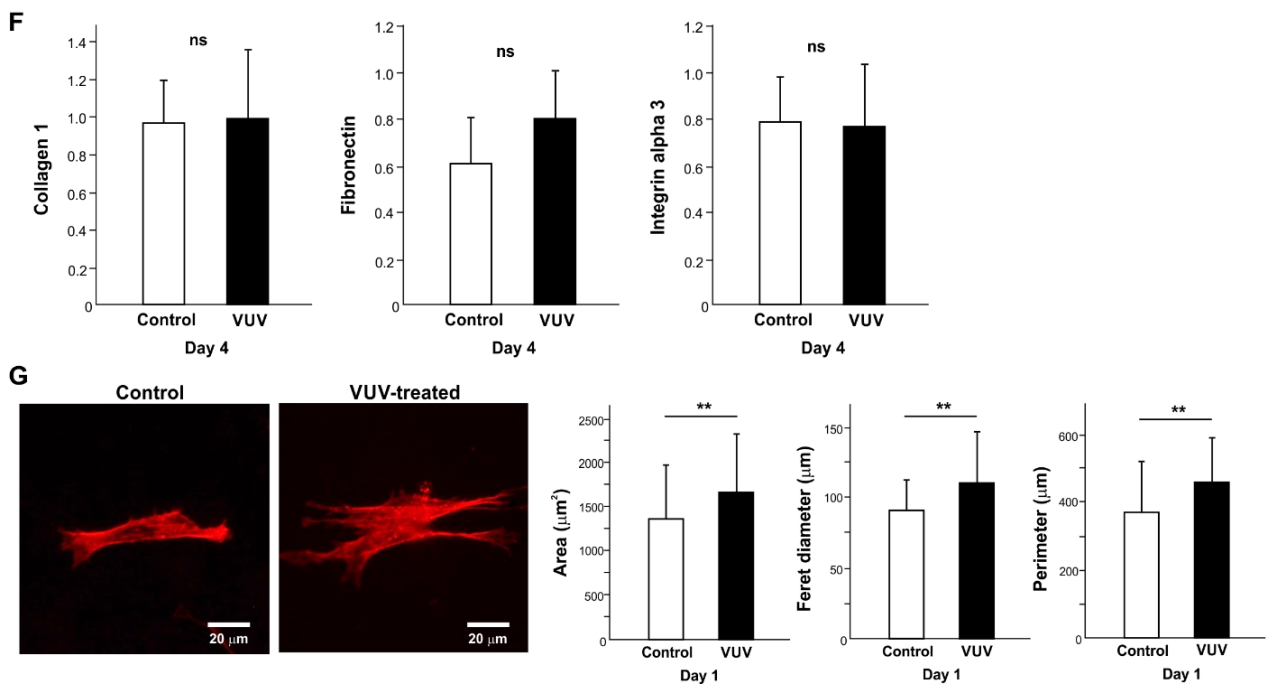 F
Collagen 1
1.4
1.2
1.0
0.8
0.6
0.4
0.2
0
ns
Control VUV
Day 4
Fibronectin
1.2
1.0
0.8
0.6
0.4
0.2
0
ns
Control VUV
Day 4
Integrin alpha 3
1.2
1.0
0.8
0.6
0.4
0.2
0
ns
Control VUV
Day 4
G
Control
20 μm
VUV-treated
20 μm
Area (μm²)
2500
2000
1500
1000
500
0
**
Control VUV
Day 1
Feret diameter (μm)
150
100
50
0
**
Control VUV
Day 1
Perimeter (μm)
600
400
200
0
**
Control VUV
Day 1